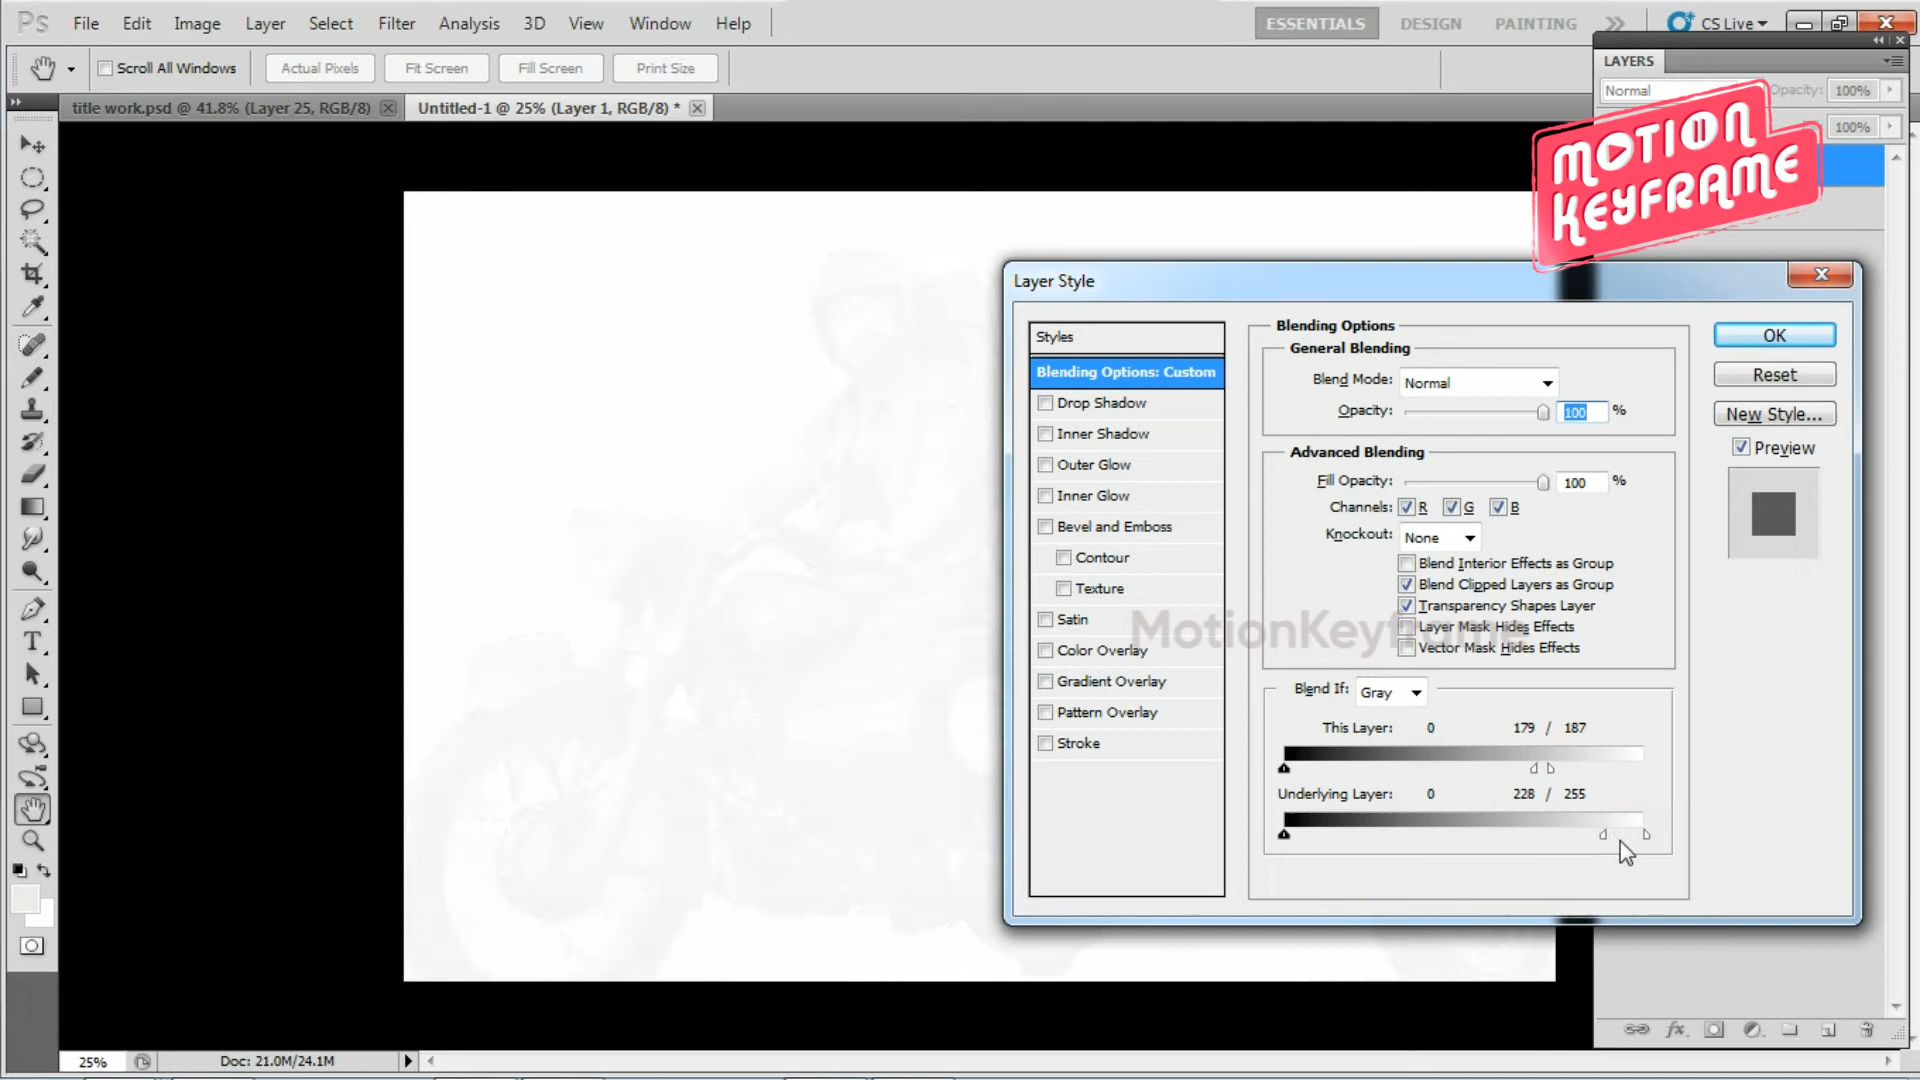 Ps File Edit Image Layer Select Filter Analysis 3D View Window Help ESSENTIALS DESIGN PAINTING CS Live
Scroll All Windows Actual Pixels Fit Screen Fill Screen Print Size
LAYERS
Normal Opacity: 100%
100%
title work.psd @ 41.8% (Layer 25, RGB/8) Untitled-1 @ 25% (Layer 1, RGB/8) *
MOTION
KEYFRAME
Layer Style
Styles
Blending Options: Custom
Drop Shadow
Inner Shadow
Outer Glow
Inner Glow
Bevel and Emboss
Contour
Texture
Satin
Color Overlay
Gradient Overlay
Pattern Overlay
Stroke
Blending Options
General Blending
Blend Mode: Normal
Opacity: 100 %
Advanced Blending
Fill Opacity: 100 %
Channels: R G B
Knockout: None
Blend Interior Effects as Group
Blend Clipped Layers as Group
Transparency Shapes Layer
Layer Mask Hides Effects
Vector Mask Hides Effects
MotionKeyframe
Blend If: Gray
This Layer: 0 179 / 187
Underlying Layer: 0 228 / 255
OK
Reset
New Style...
Preview
T
fx
25% Doc: 21.0M/24.1M